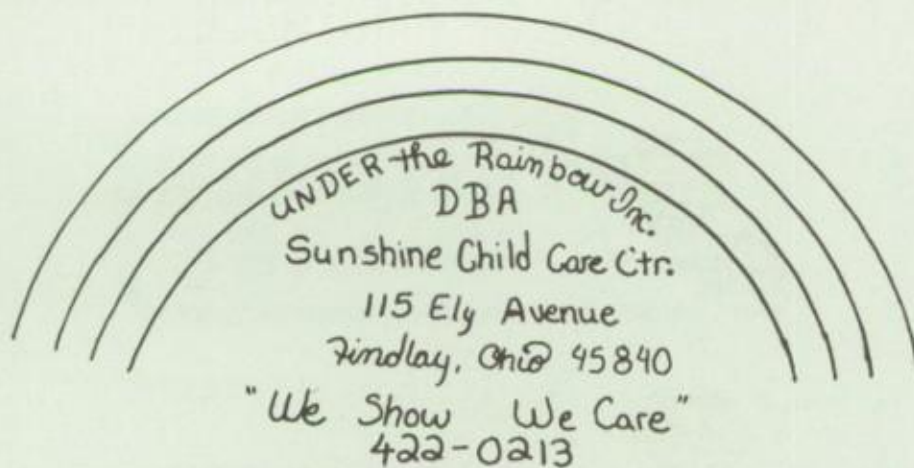 UNDER the Rainbow Inc.
DBA
Sunshine Child Care Ctr.
115 Ely Avenue
Findlay, Ohio 45840
"We Show We Care"
422-0213